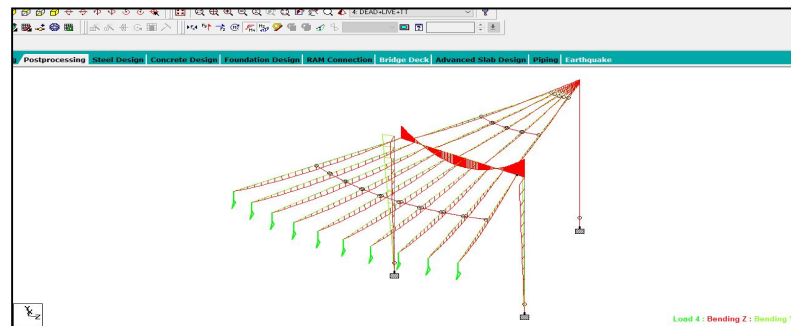 4: DEAD+LIVE+TT
Postprocessing Steel Design Concrete Design Foundation Design RAM Connection Bridge Deck Advanced Slab Design Piping Earthquake
Load 4 : Bending Z : Bending